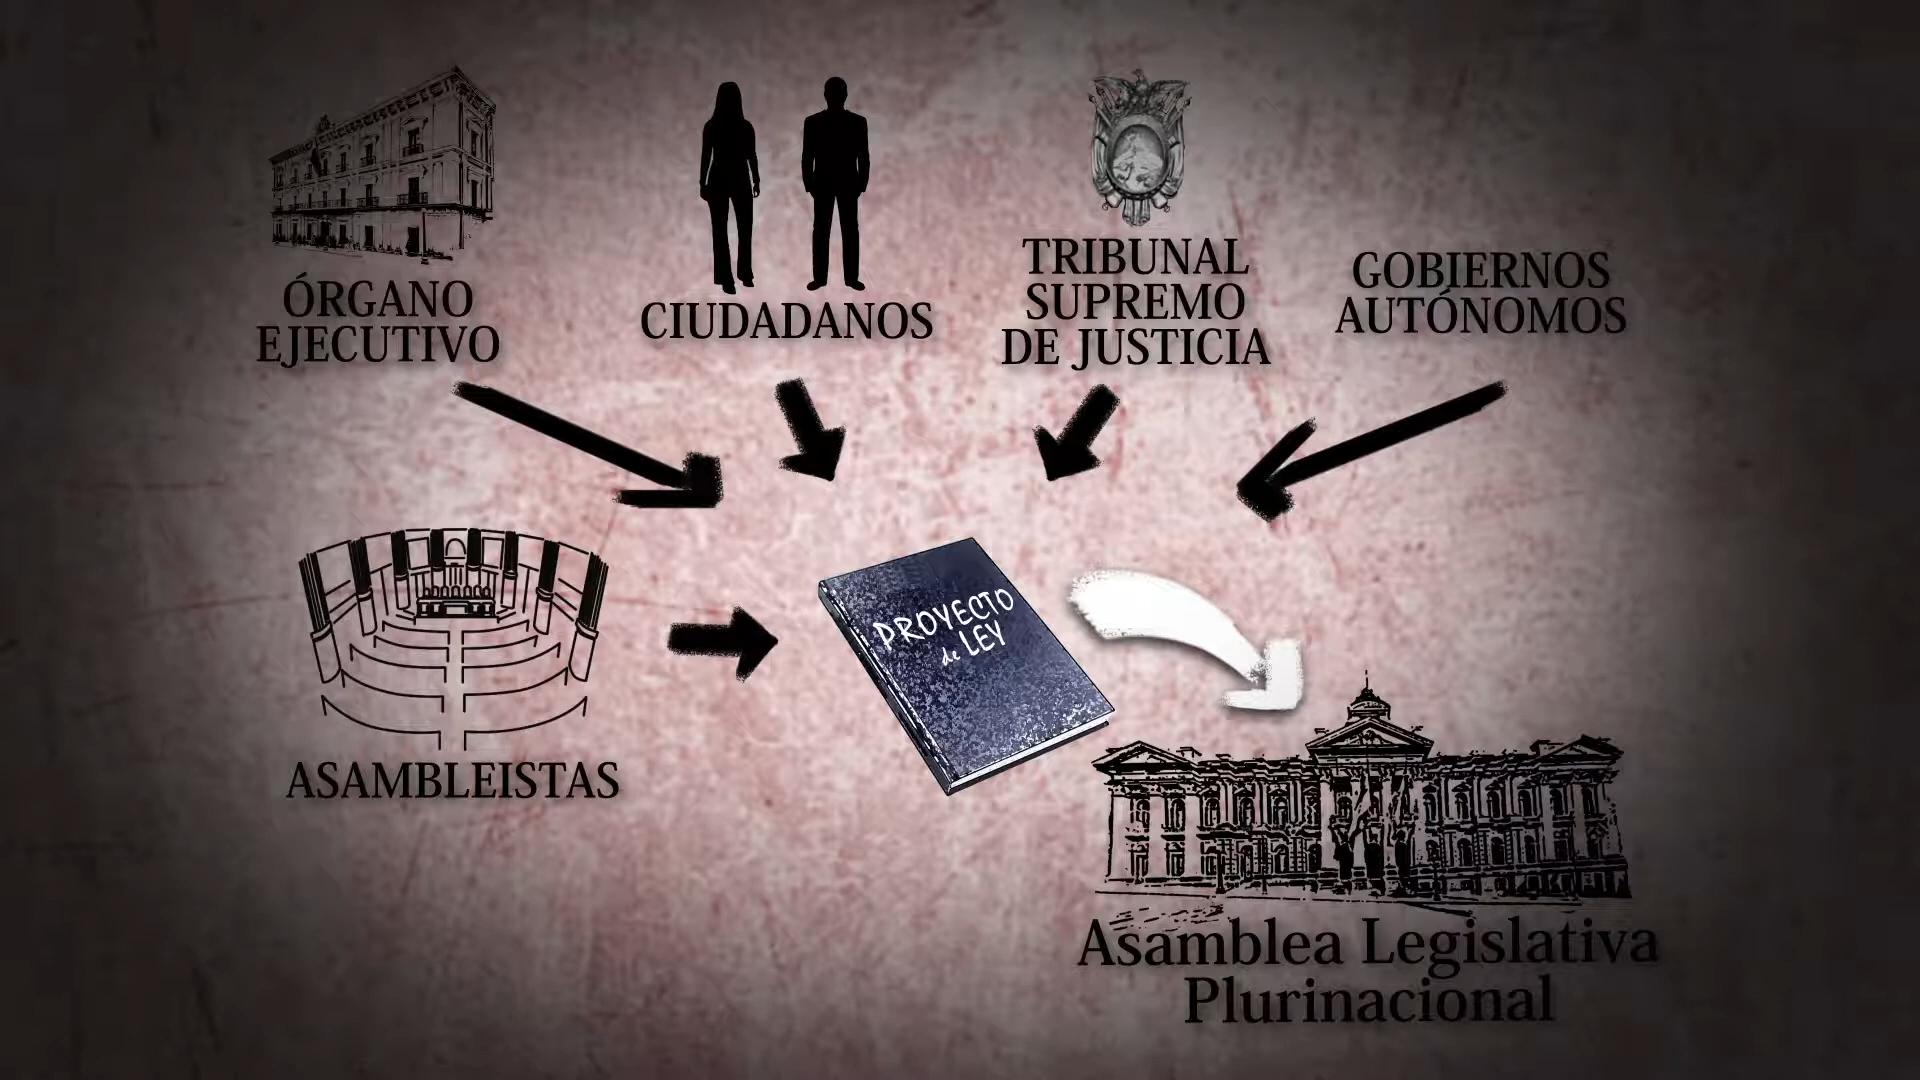 ÓRGANO
EJECUTIVO
CIUDADANOS
TRIBUNAL
SUPREMO
DE JUSTICIA
GOBIERNOS
AUTÓNOMOS
ASAMBLEISTAS
PROYECTO
de LEY
Asamblea Legislativa
Plurinacional